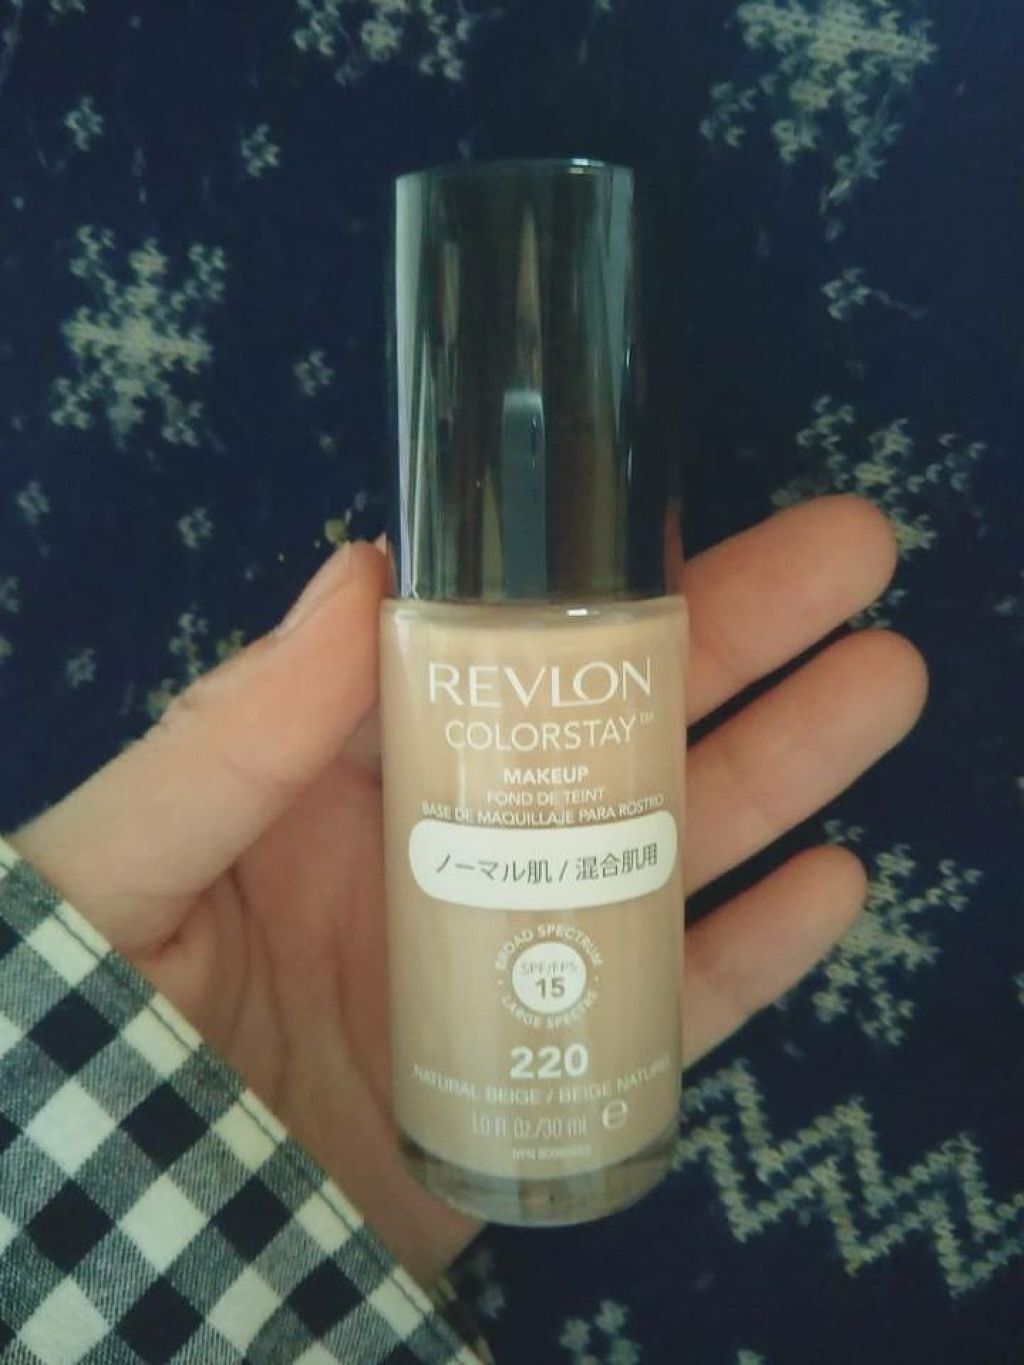 REVLON
COLORSTAY™
MAKEUP
FOND DE TEINT
BASE DE MAQUILLAJE PARA ROSTRO
ノーマル肌 / 混合肌用
BROAD SPECTRUM
SPF/FPS
15
LARGE SPECTRE
220
NATURAL BEIGE / BEIGE
1.0 fl. Oz./30 ml ℮